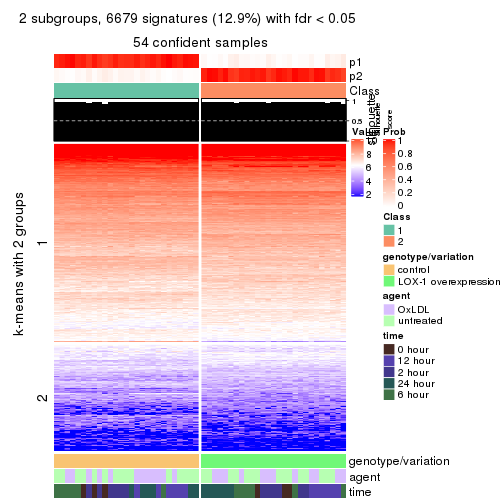 2 subgroups, 6679 signatures (12.9%) with fdr < 0.05
54 confident samples
p1
p2
Class
1
0.5
silhouette
score
k-means with 2 groups
1
2
Prob
8
6
4
2
1
0.8
0.6
0.4
0.2
0
Class
1
2
genotype/variation
control
LOX-1 overexpression
agent
OxLDL
untreated
time
0 hour
12 hour
2 hour
24 hour
6 hour
genotype/variation
agent
time